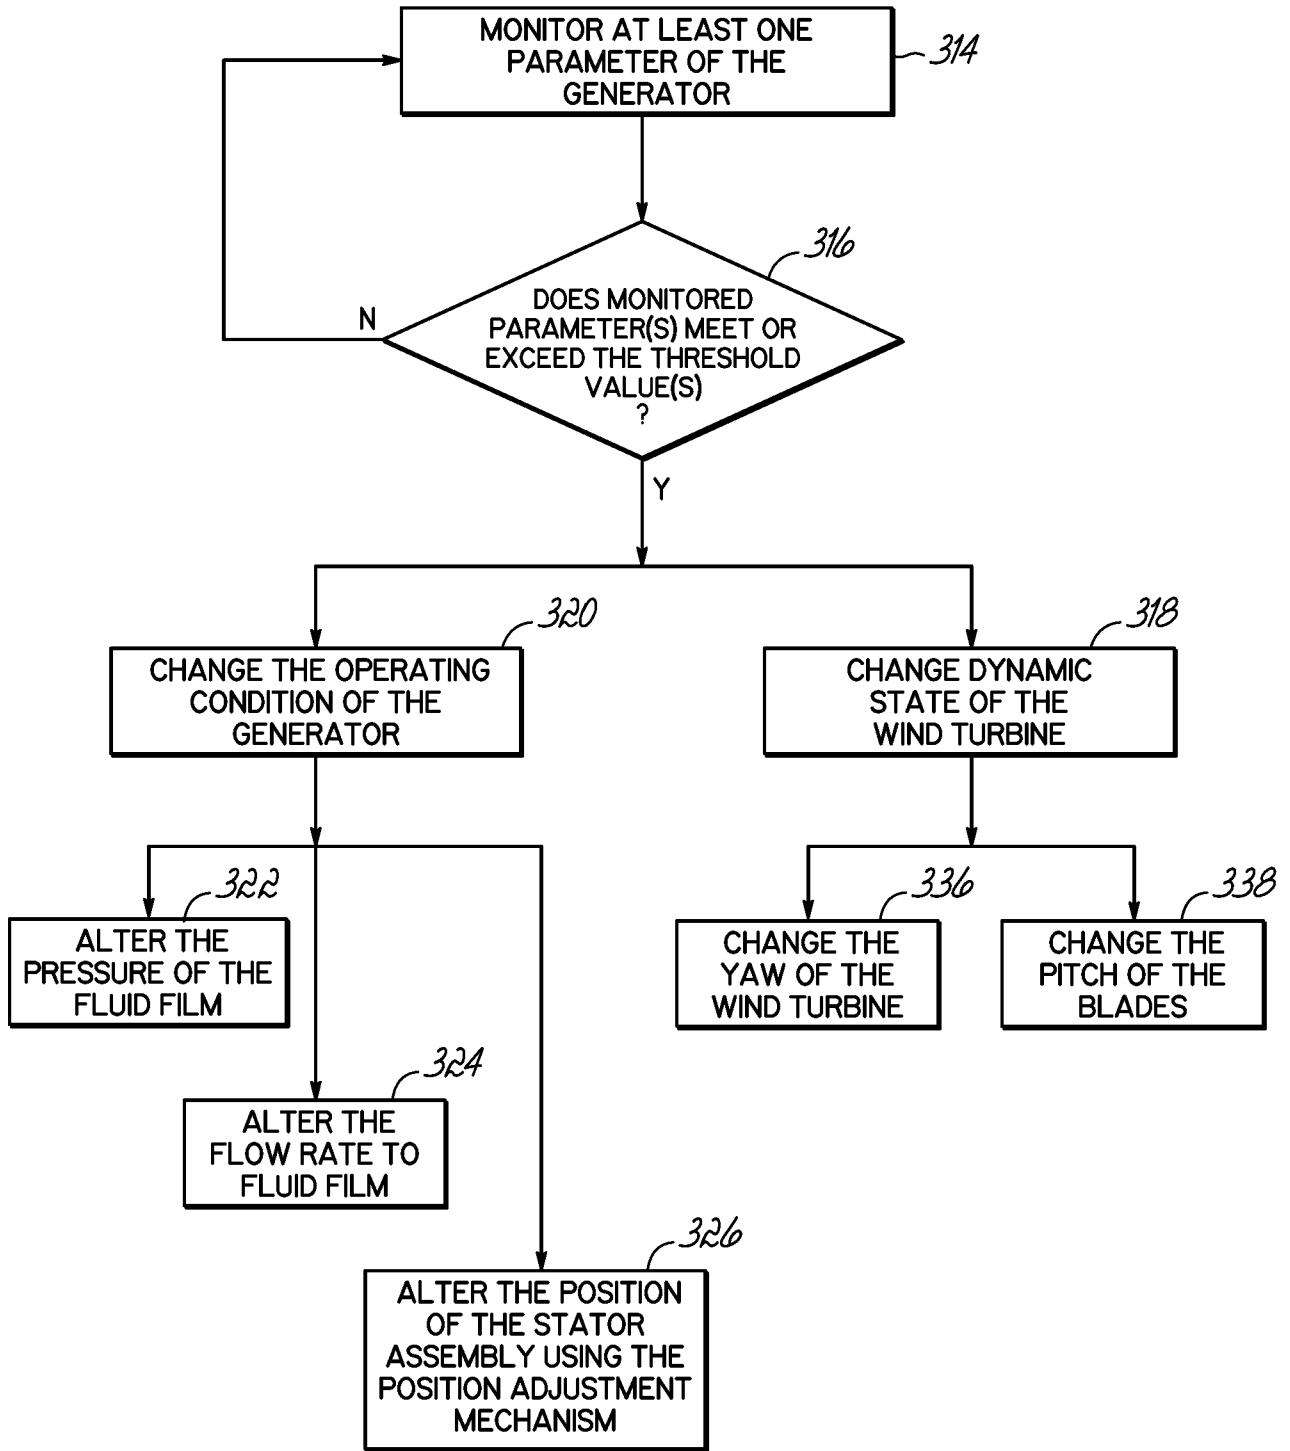 MONITOR AT LEAST ONE
PARAMETER OF THE
GENERATOR
314
316
DOES MONITORED
PARAMETER(S) MEET OR
EXCEED THE THRESHOLD
VALUE(S)
?
N
Y
320
CHANGE THE OPERATING
CONDITION OF THE
GENERATOR
318
CHANGE DYNAMIC
STATE OF THE
WIND TURBINE
322
ALTER THE
PRESSURE OF THE
FLUID FILM
336
CHANGE THE
YAW OF THE
WIND TURBINE
338
CHANGE THE
PITCH OF THE
BLADES
324
ALTER THE
FLOW RATE TO
FLUID FILM
326
ALTER THE POSITION
OF THE STATOR
ASSEMBLY USING THE
POSITION ADJUSTMENT
MECHANISM